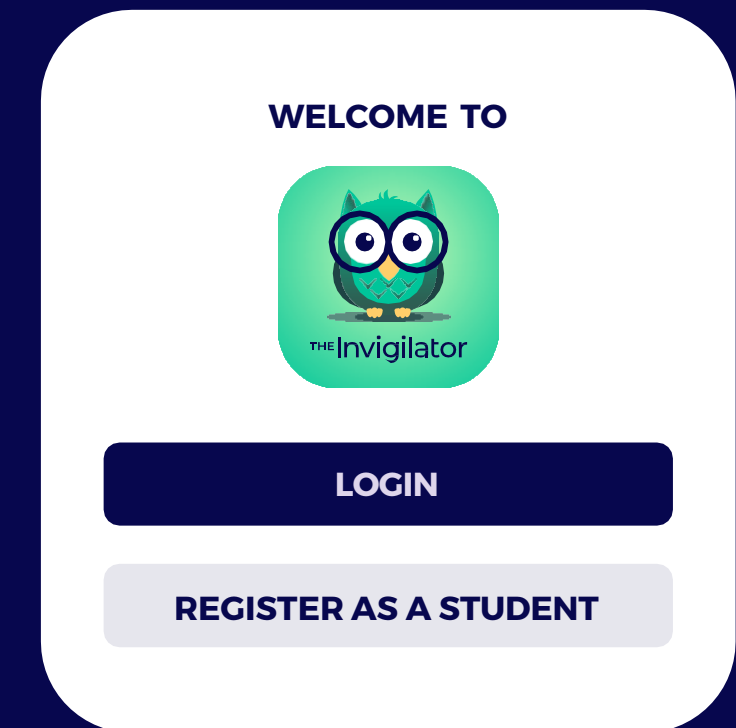 WELCOME TO
THE Invigilator
LOGIN
REGISTER AS A STUDENT